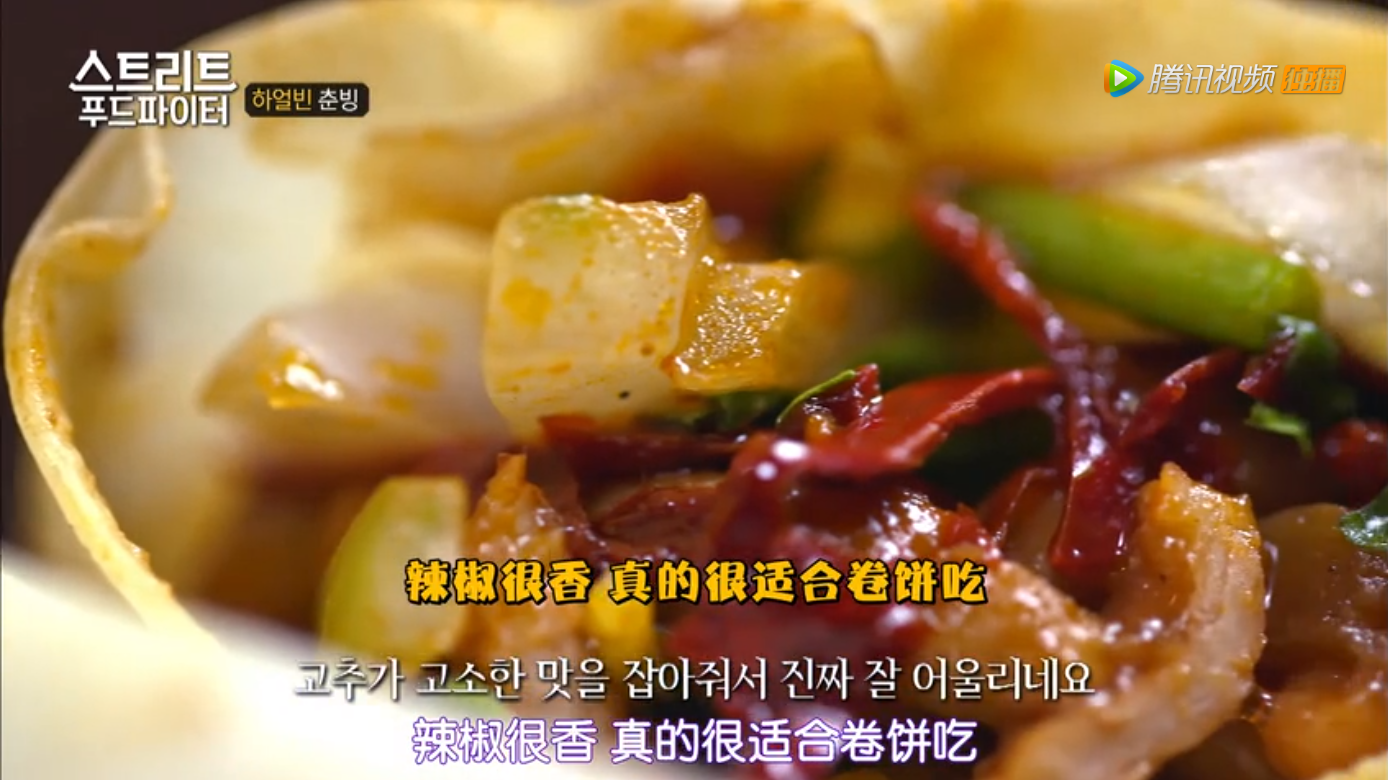 스트리트
푸드파이터
하얼빈 춘빙
腾讯视频 独播
辣椒很香 真的很适合卷饼吃
고추가 고소한 맛을 잡아줘서 진짜 잘 어울리네요
辣椒很香 真的很适合卷饼吃